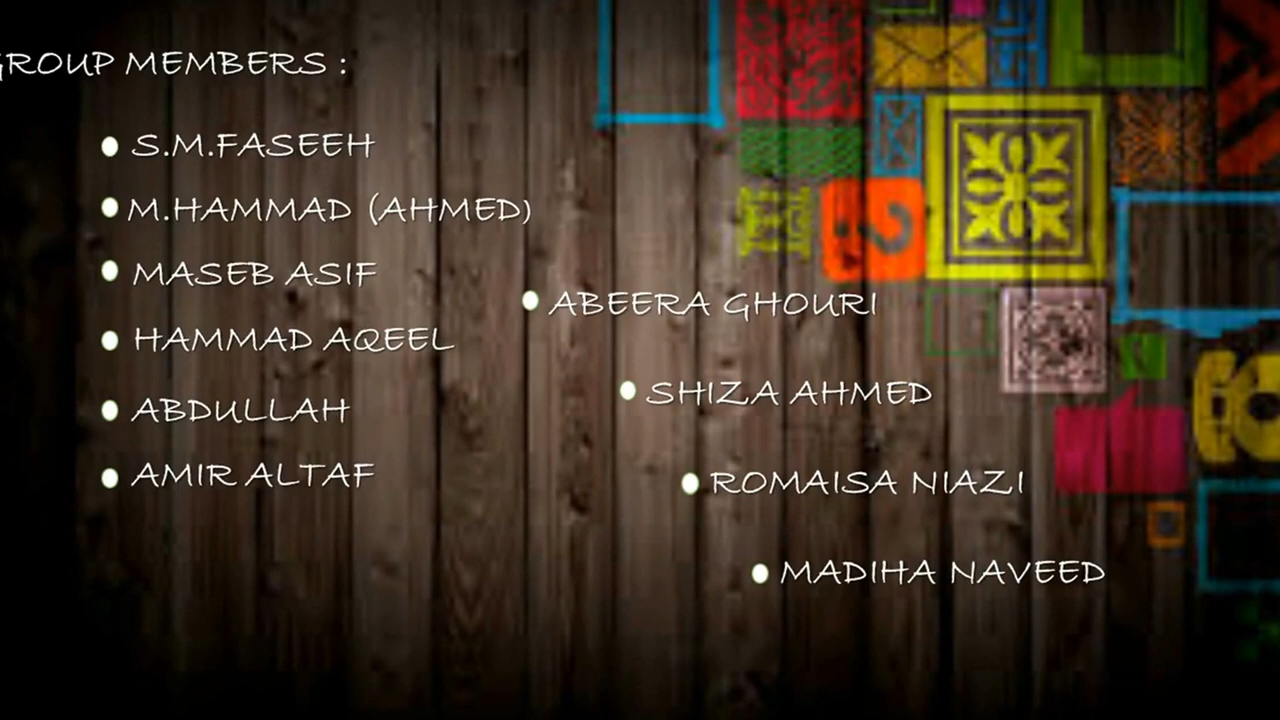 GROUP MEMBERS :
S.M.FASEEH
M.HAMMAD (AHMED)
MASEB ASIF
HAMMAD AQEEL
ABDULLAH
AMIR ALTAF
ABEERA GHOURI
SHIZA AHMED
ROMAISA NIAZI
MADIHA NAVEED